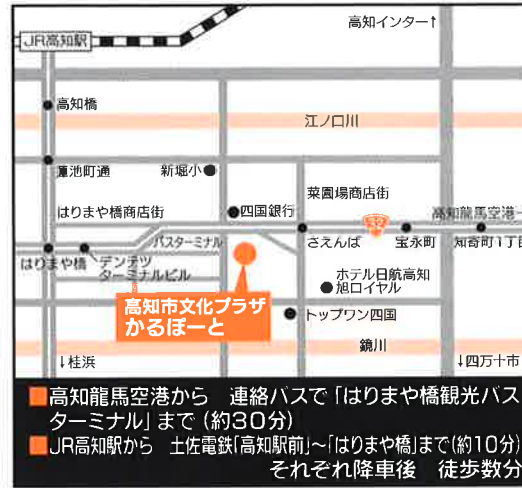 高知インター↑
JR高知駅
高知橋
江ノ口川
蓮池町通
新堀小
菜園場商店街
はりまや橋商店街
四国銀行
高知龍馬空港→
バスターミナル
さえんば
宝永町
知寄町1丁目
はりまや橋
デンテツ
ターミナルビル
ホテル日航高知
旭ロイヤル
高知市文化プラザ
かるぽーと
トップワン四国
鏡川
↓桂浜
↓四万十市
■高知龍馬空港から 連絡バスで「はりまや橋観光バス
ターミナル」まで(約30分)
■JR高知駅から 土佐電鉄「高知駅前」~「はりまや橋」まで(約10分)
それぞれ降車後 徒歩数分